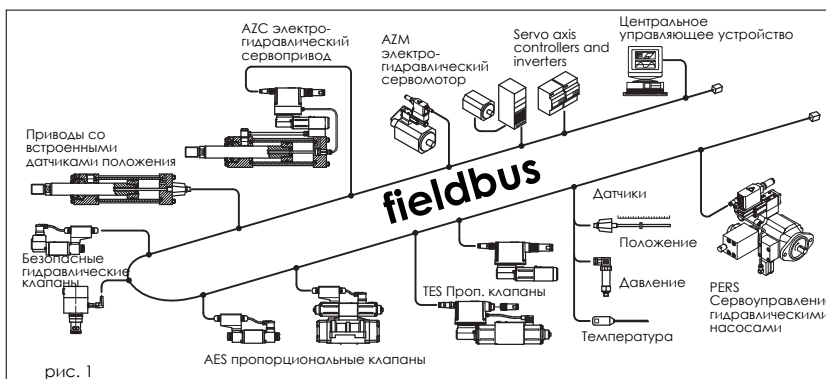 AZC электро-
гидравлический
сервопривод
AZM
электро-
гидравлический
сервомотор
Servo axis
controllers and
inverters
Центральное
управляющее устройство
Приводы со
встроенными
датчиками положения
fieldbus
Безопасные
гидравлические
клапаны
AES пропорциональные клапаны
TES Проп. клапаны
Датчики
Положение
Давление
Температура
PERS
Сервоуправление
гидравлическими
насосами
рис. 1